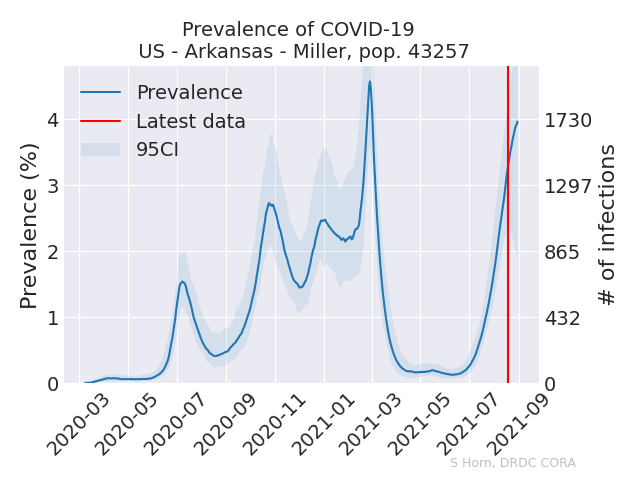 Prevalence of COVID-19
US - Arkansas - Miller, pop. 43257
Prevalence
Latest data
95CI
Prevalence (%)
4
3
2
1
0
1730
1297
865
432
0
# of infections
2020-03
2020-05
2020-07
2020-09
2020-11
2021-01
2021-03
2021-05
2021-07
2021-09
S Horn, DRDC CORA